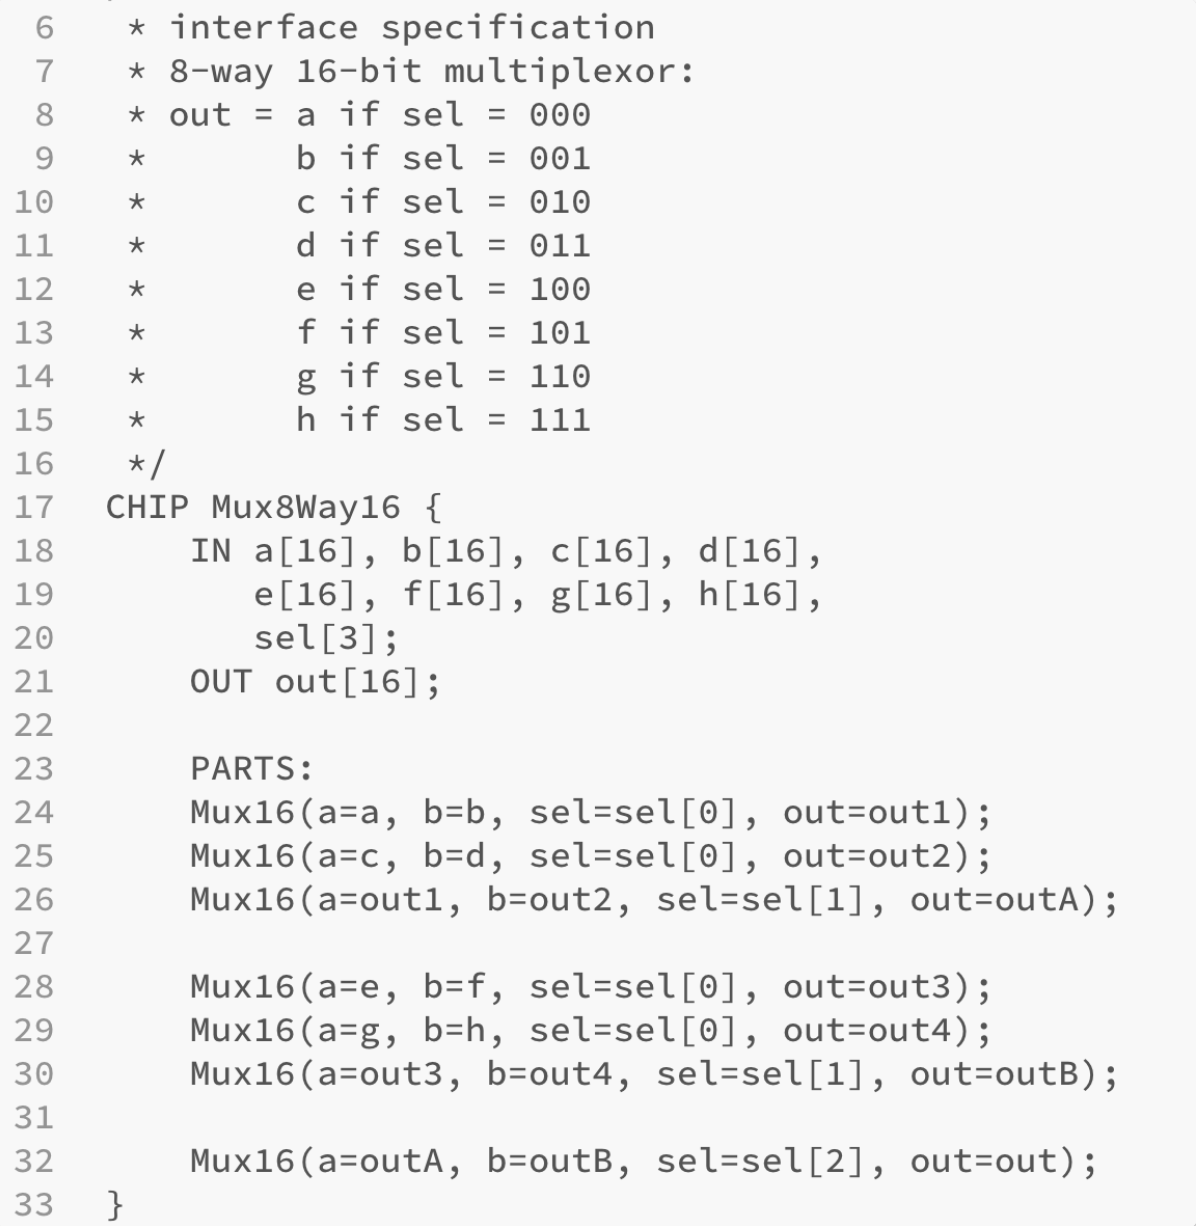 6 * interface specification
7 * 8-way 16-bit multiplexor:
8 * out = a if sel = 000
9 *       b if sel = 001
10 *       c if sel = 010
11 *       d if sel = 011
12 *       e if sel = 100
13 *       f if sel = 101
14 *       g if sel = 110
15 *       h if sel = 111
16 */
17 CHIP Mux8Way16 {
18     IN a[16], b[16], c[16], d[16],
19        e[16], f[16], g[16], h[16],
20        sel[3];
21     OUT out[16];
22
23     PARTS:
24     Mux16(a=a, b=b, sel=sel[0], out=out1);
25     Mux16(a=c, b=d, sel=sel[0], out=out2);
26     Mux16(a=out1, b=out2, sel=sel[1], out=outA);
27
28     Mux16(a=e, b=f, sel=sel[0], out=out3);
29     Mux16(a=g, b=h, sel=sel[0], out=out4);
30     Mux16(a=out3, b=out4, sel=sel[1], out=outB);
31
32     Mux16(a=outA, b=outB, sel=sel[2], out=out);
33 }